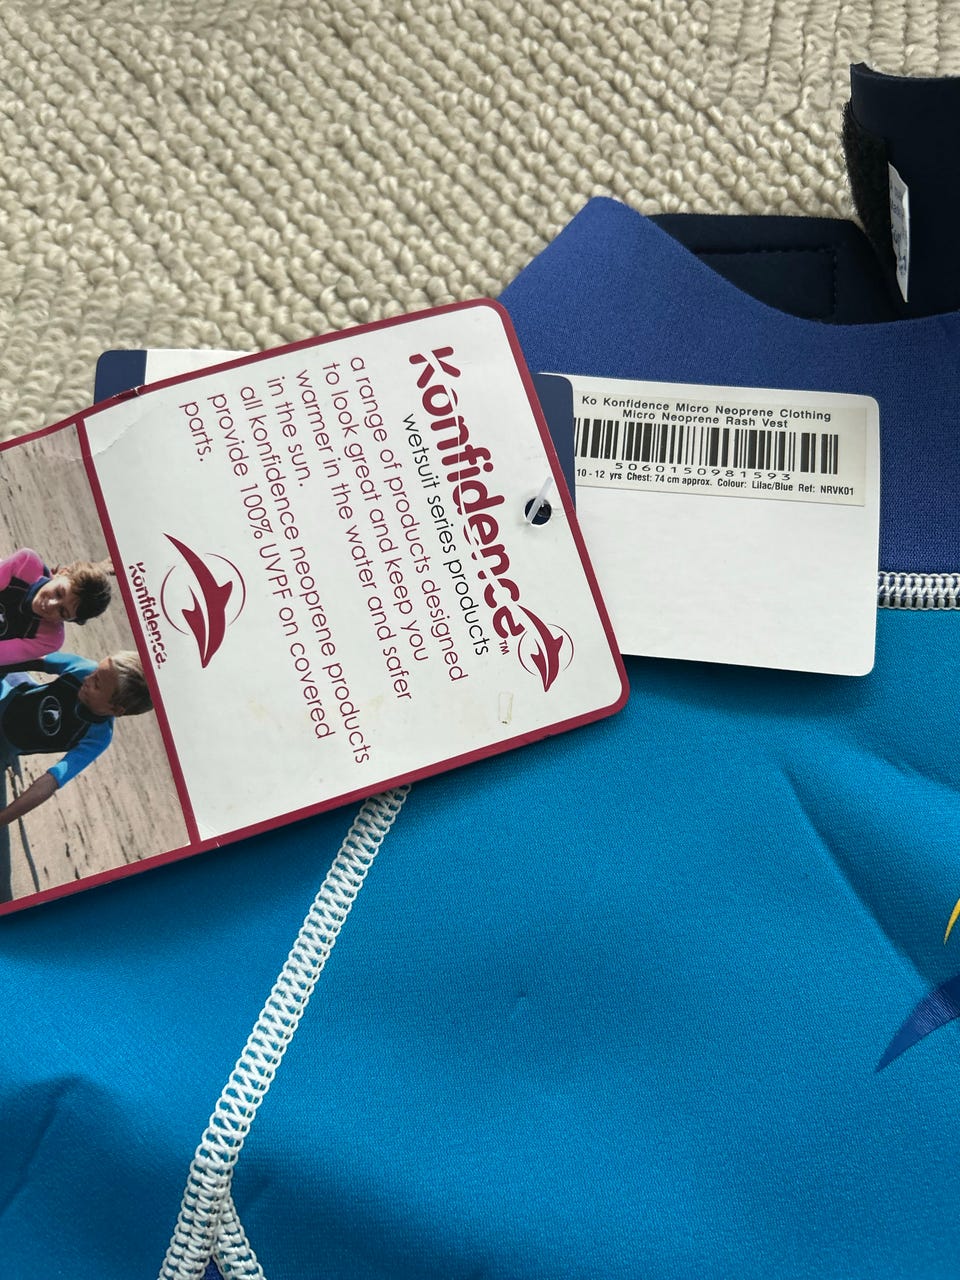 Konfidence™
wetsuit series products
a range of products designed
to look great and keep you
warmer in the water and safer
in the sun.
all konfidence neoprene products
provide 100% UVPF on covered
parts.
Konfidence.
Ko Konfidence Micro Neoprene Clothing
Micro Neoprene Rash Vest
5060150981593
10 - 12 yrs Chest: 74 cm approx. Colour: Lilac/Blue Ref: NRVK01